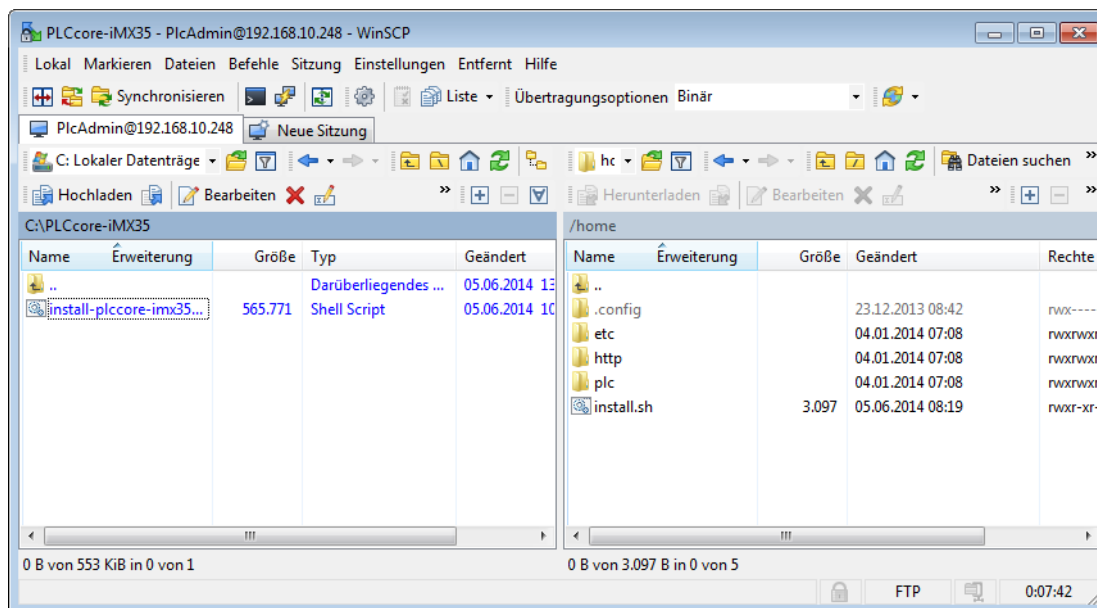 PLCcore-iMX35 - PlcAdmin@192.168.10.248 - WinSCP
Lokal Markieren Dateien Befehle Sitzung Einstellungen Entfernt Hilfe
Synchronisieren Liste Übertragungsoptionen Binär
PlcAdmin@192.168.10.248 Neue Sitzung
C: Lokaler Datenträge hc Dateien suchen »
Hochladen Bearbeiten » Herunterladen Bearbeiten » »
C:\PLCcore-iMX35 /home
Name Erweiterung Größe Typ Geändert Name Erweiterung Größe Geändert Rechte
.. Darüberliegendes ... 05.06.2014 13 ..
install-plccore-imx35... 565.771 Shell Script 05.06.2014 10 .config 23.12.2013 08:42 rwx----
etc 04.01.2014 07:08 rwxrwxr
http 04.01.2014 07:08 rwxrwxr
plc 04.01.2014 07:08 rwxrwxr
install.sh 3.097 05.06.2014 08:19 rwxr-xr-
0 B von 553 KiB in 0 von 1 0 B von 3.097 B in 0 von 5
FTP 0:07:42